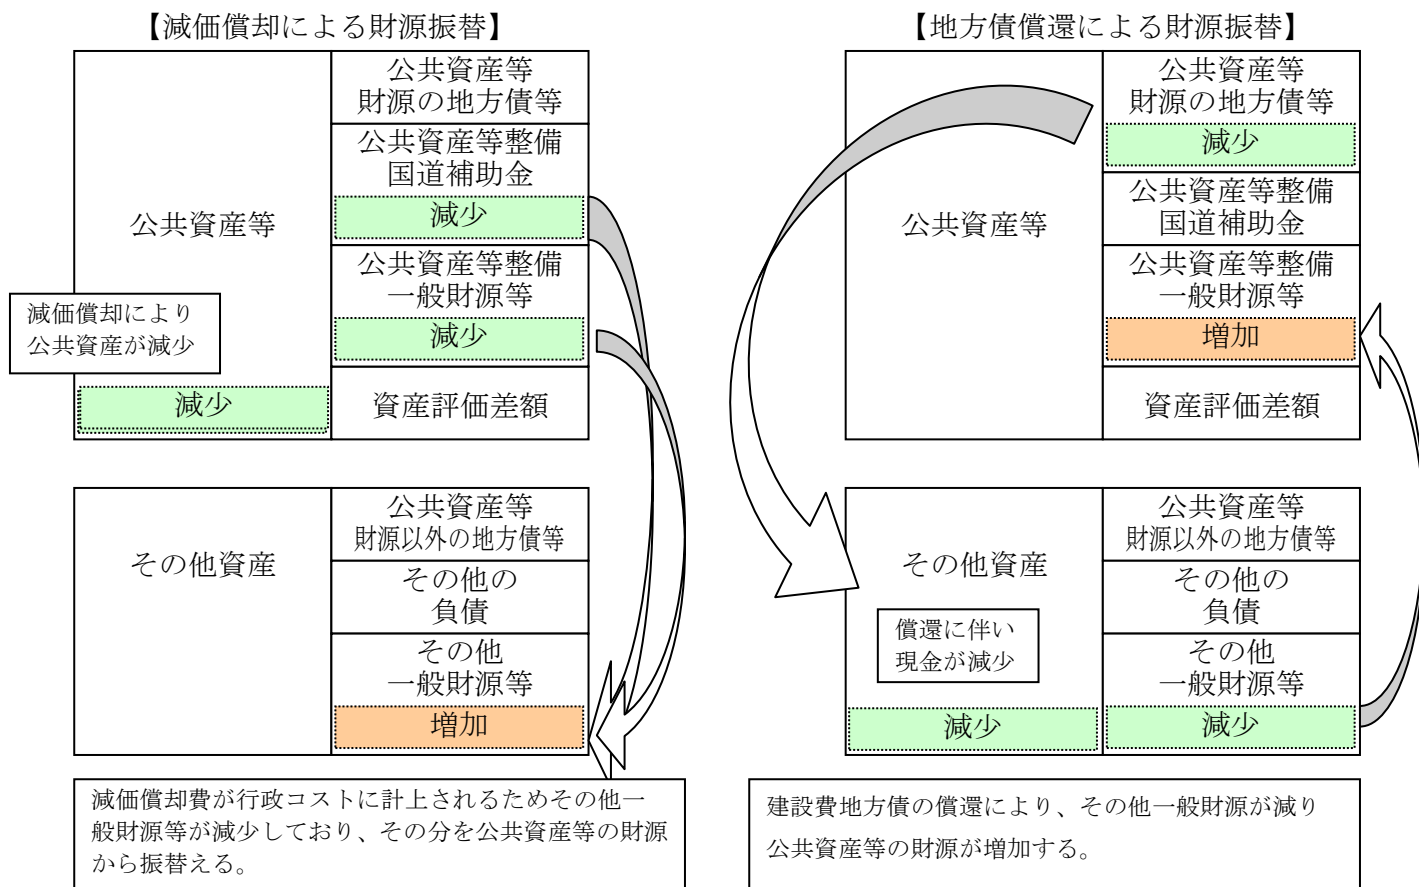 【減価償却による財源振替】
公共資産等
財源の地方債等
公共資産等整備
国道補助金
減少
公共資産等
公共資産等整備
一般財源等
減少
減価償却により
公共資産が減少
減少
資産評価差額
公共資産等
財源以外の地方債等
その他資産
その他の
負債
その他
一般財源等
増加
減価償却費が行政コストに計上されるためその他一
般財源等が減少しており、その分を公共資産等の財源
から振替える。
【地方債償還による財源振替】
公共資産等
財源の地方債等
減少
公共資産等整備
国道補助金
公共資産等
公共資産等整備
一般財源等
増加
資産評価差額
公共資産等
財源以外の地方債等
その他資産
その他の
負債
償還に伴い
現金が減少
その他
一般財源等
減少
減少
建設費地方債の償還により、その他一般財源が減り
公共資産等の財源が増加する。